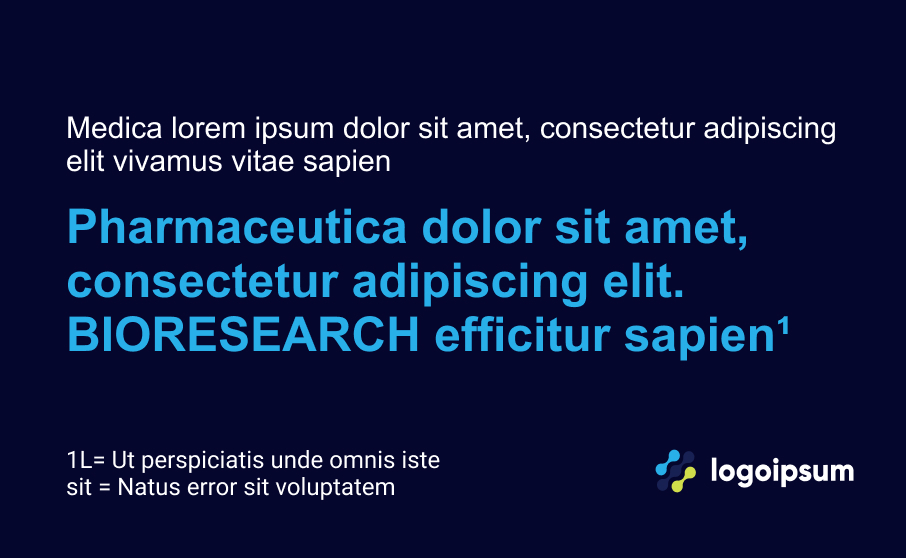 Medica lorem ipsum dolor sit amet, consectetur adipiscing
elit vivamus vitae sapien
Pharmaceutica dolor sit amet,
consectetur adipiscing elit.
BIORESEARCH efficitur sapien¹
1L= Ut perspiciatis unde omnis iste
sit = Natus error sit voluptatem
logoipsum